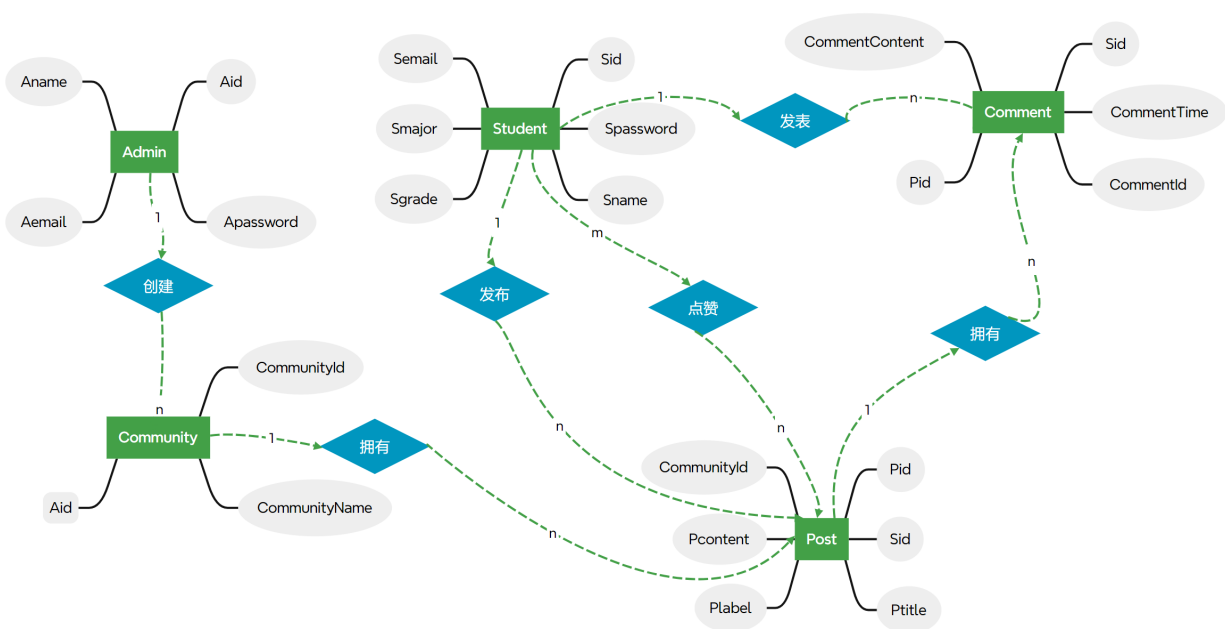 CommentContent
Sid
Semail
Sid
Aname
Aid
1
n
Comment
CommentTime
Student
Smajor
Spassword
发表
Admin
Pid
CommentId
Sgrade
Sname
Aemail
Apassword
1
1
m
n
创建
发布
点赞
拥有
CommunityId
n
1
n
n
Community
1
拥有
CommunityId
Pid
Aid
CommunityName
n
Pcontent
Post
Sid
Plabel
Ptitle